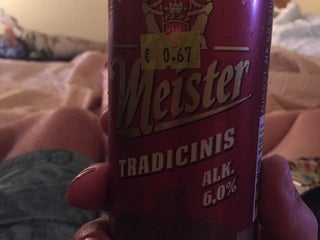 € 0.67
Meister
TRADICINIS
ALK.
6.0%